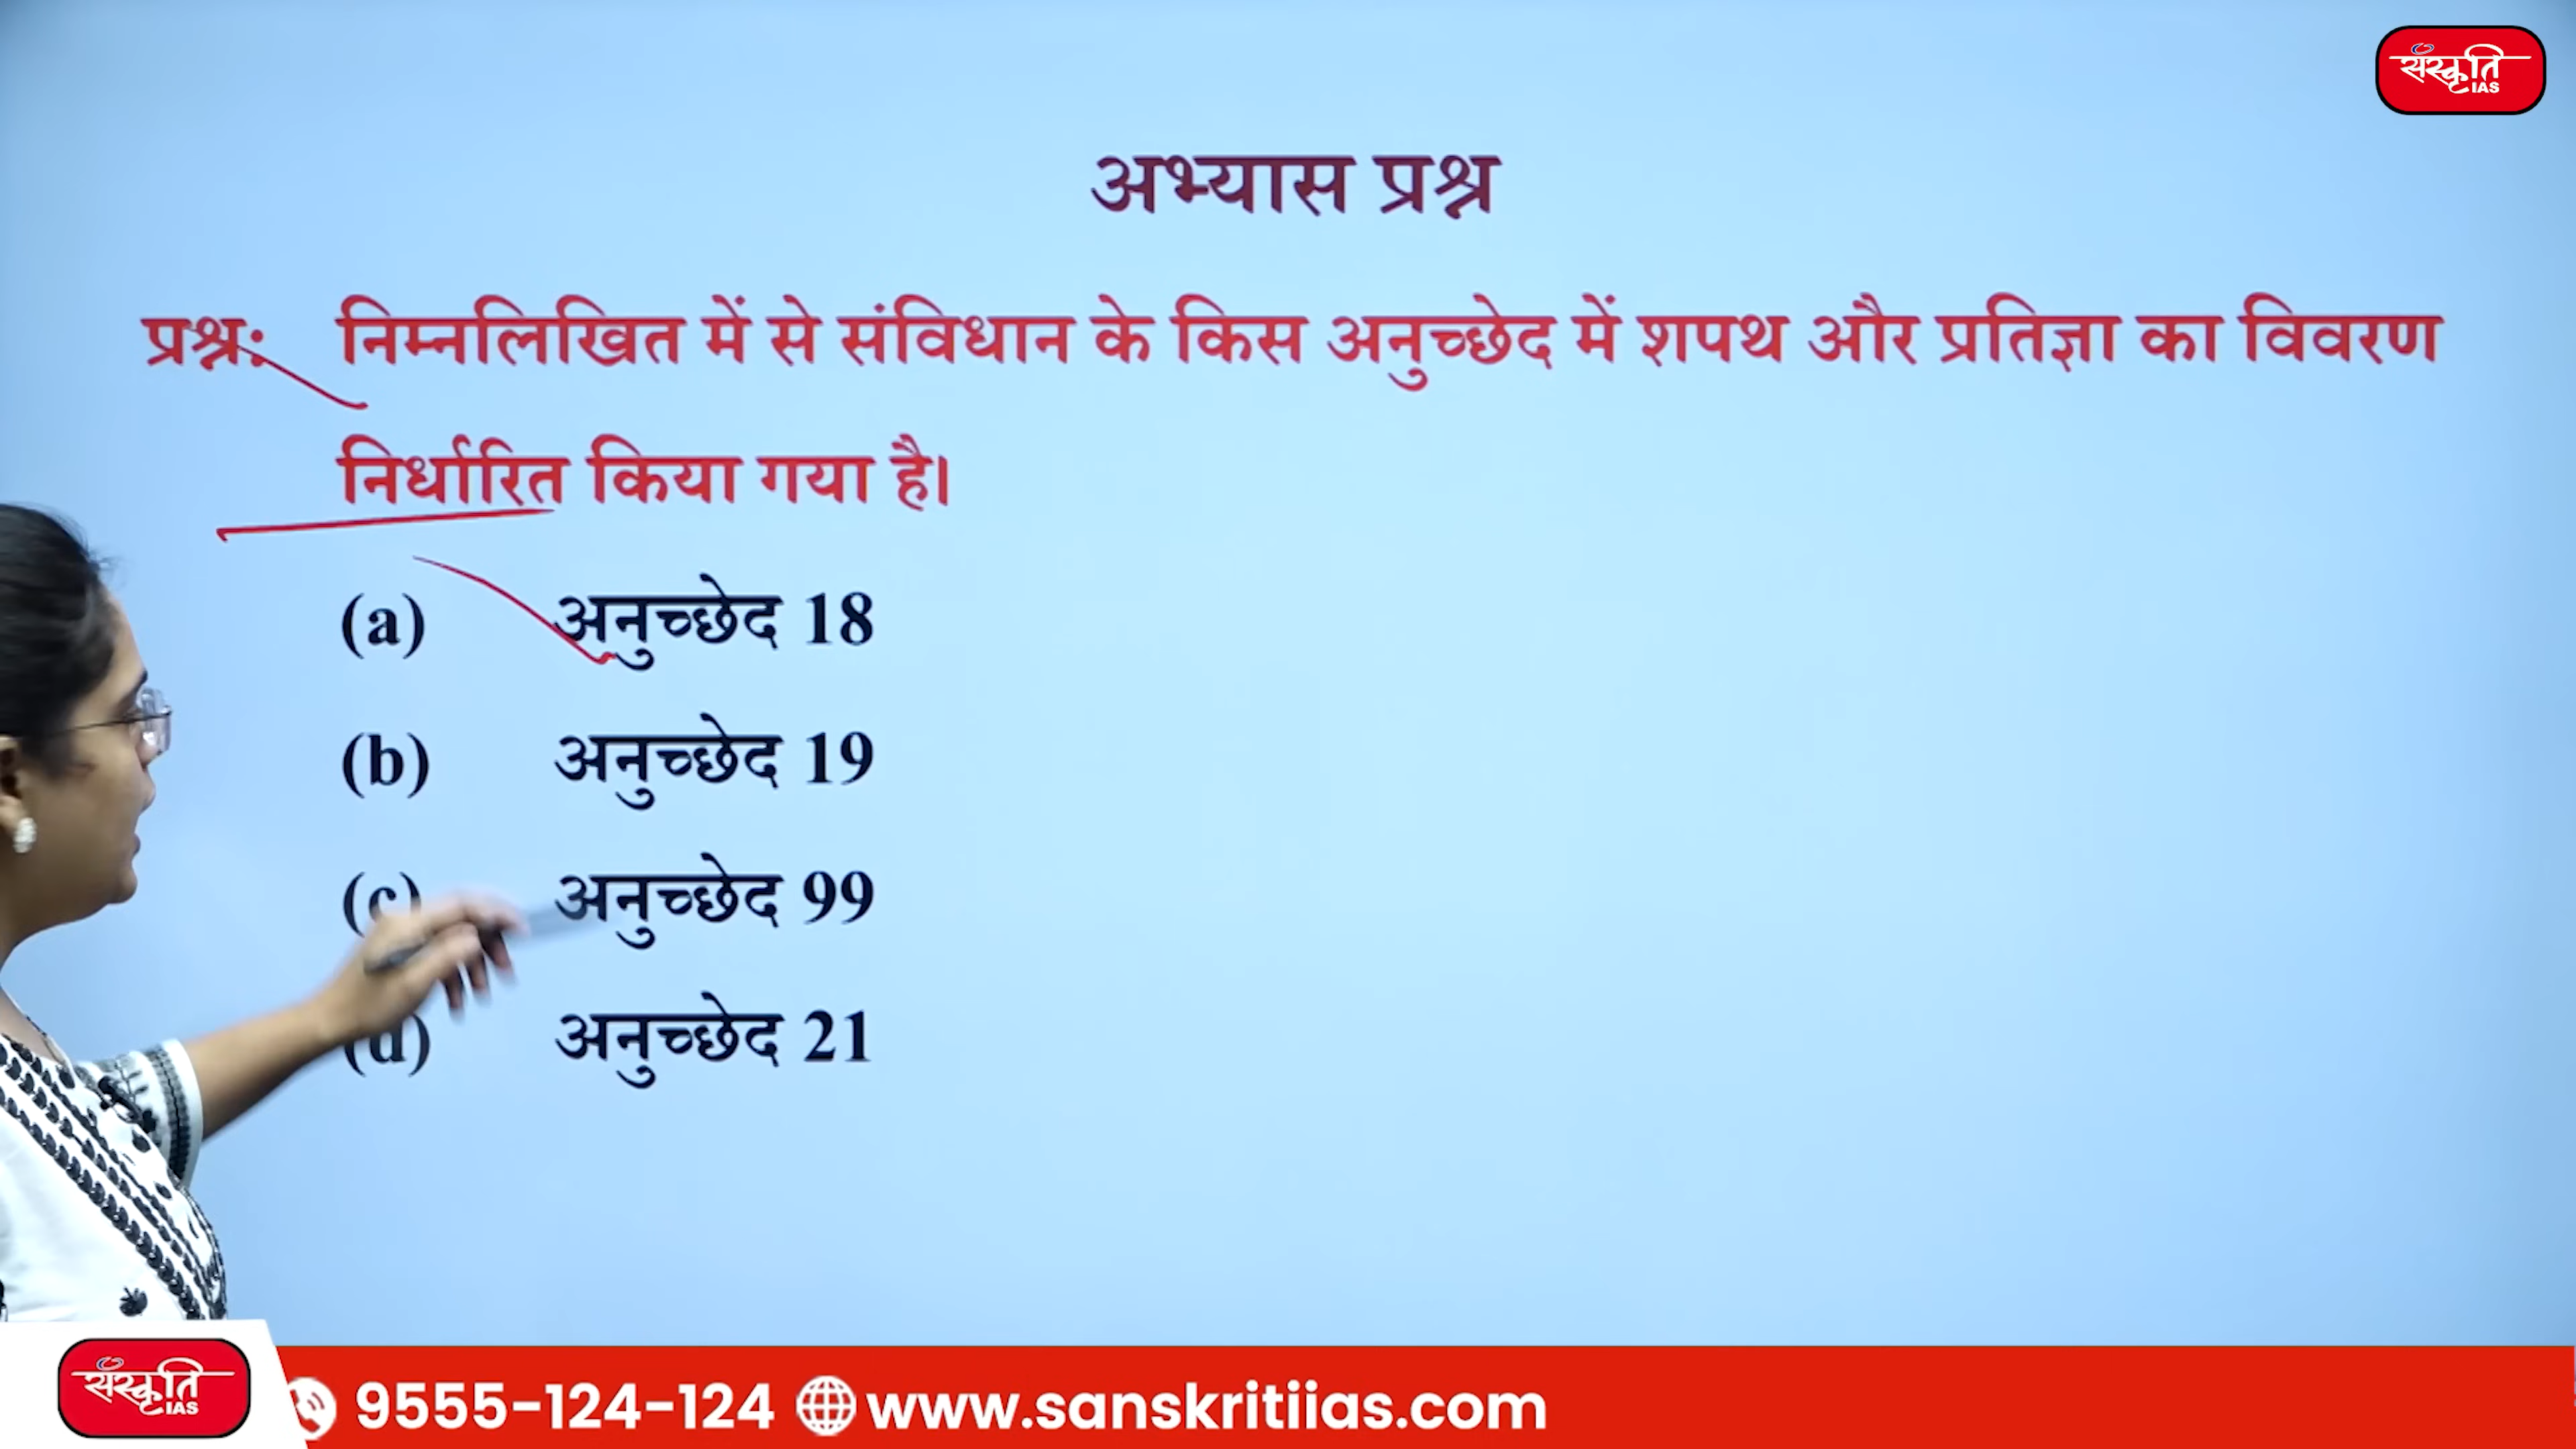 संस्कृति
IAS
अभ्यास प्रश्न
प्रश्न: निम्नलिखित में से संविधान के किस अनुच्छेद में शपथ और प्रतिज्ञा का विवरण
निर्धारित किया गया है।
(a) अनुच्छेद 18
(b) अनुच्छेद 19
(c) अनुच्छेद 99
(d) अनुच्छेद 21
संस्कृति
IAS
9555-124-124 www.sanskritiias.com